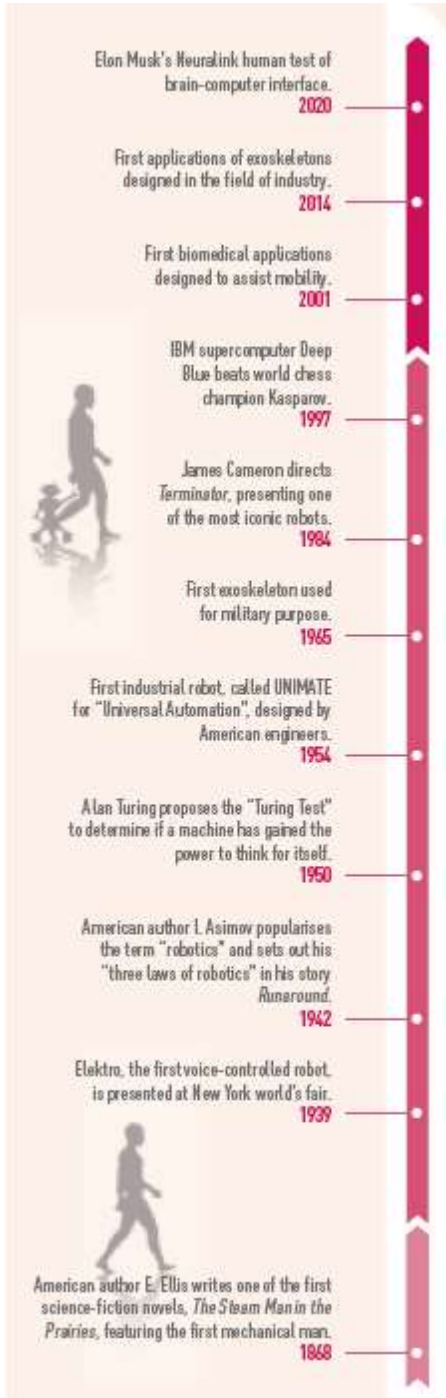 Elon Musk's Neuralink human test of
brain-computer interface.
2020
First applications of exoskeletons
designed in the field of industry.
2014
First biomedical applications
designed to assist mobility.
2001
IBM supercomputer Deep
Blue beats world chess
champion Kasparov.
1997
James Cameron directs
Terminator, presenting one
of the most iconic robots.
1984
First exoskeleton used
for military purpose.
1965
First industrial robot, called UNIMATE
for "Universal Automation", designed by
American engineers.
1954
Alan Turing proposes the "Turing Test"
to determine if a machine has gained the
power to think for itself.
1950
American author I. Asimov popularises
the term "robotics" and sets out his
"three laws of robotics" in his story
Runaround.
1942
Elektro, the first voice-controlled robot,
is presented at New York world's fair.
1939
American author E. Ellis writes one of the first
science-fiction novels, The Steam Man in the
Prairies, featuring the first mechanical man.
1868